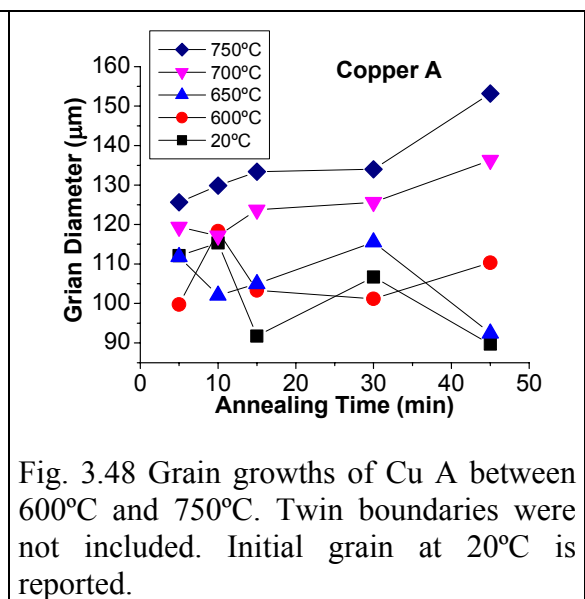 750ºC
700ºC
650ºC
600ºC
20ºC
Copper A
160
150
140
130
120
110
100
90
Grian Diameter (μm)
0 10 20 30 40 50
Annealing Time (min)
Fig. 3.48 Grain growths of Cu A between
600ºC and 750ºC. Twin boundaries were
not included. Initial grain at 20ºC is
reported.